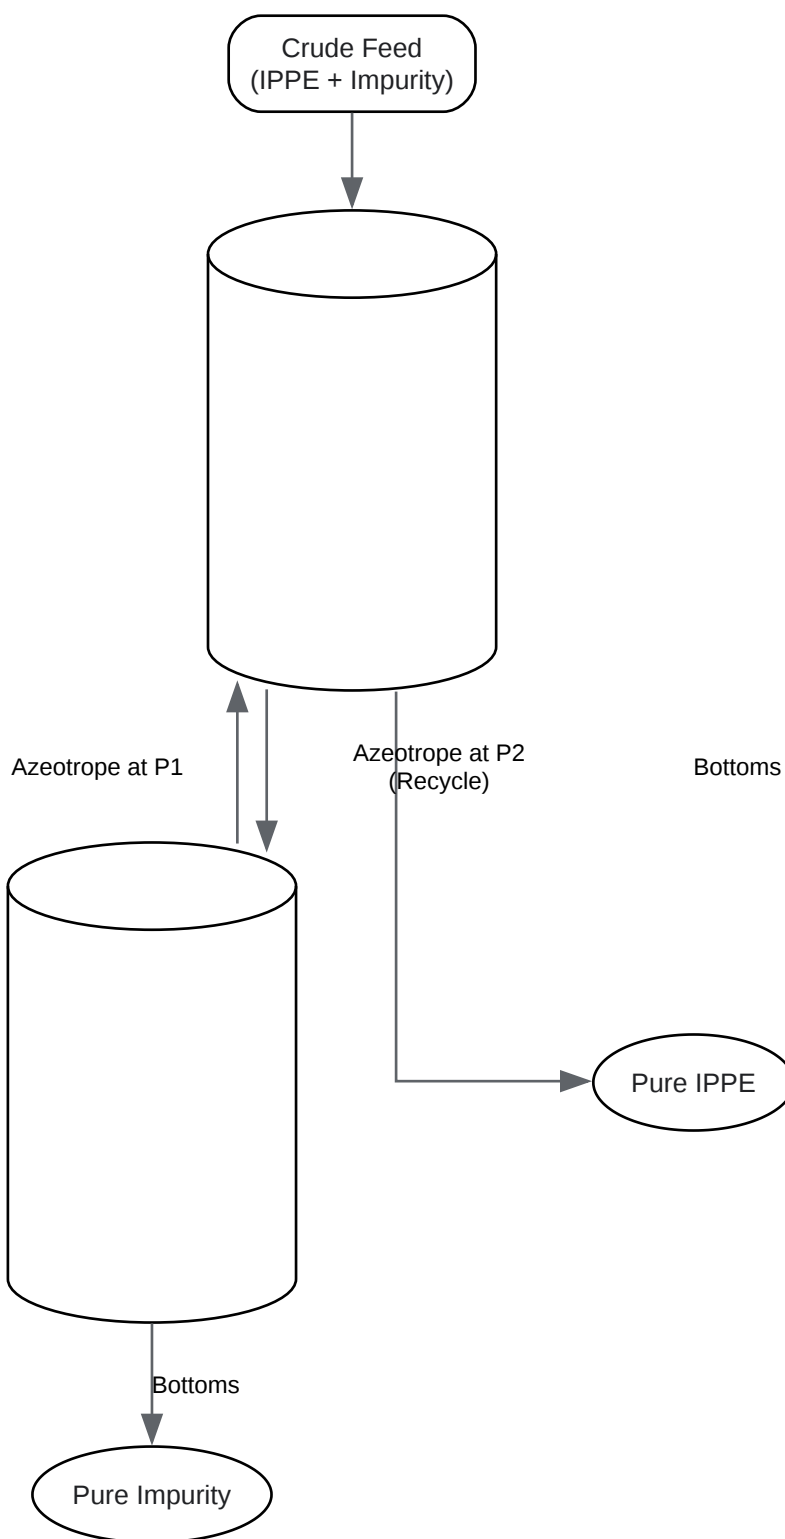 Crude Feed
(IPPE + Impurity)
Azeotrope at P1
Azeotrope at P2
(Recycle)
Bottoms
Pure IPPE
Bottoms
Pure Impurity